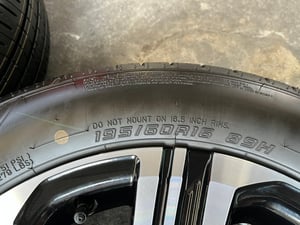 DO NOT MOUNT ON 16.5 INCH RIMS.
195/60R16 89H